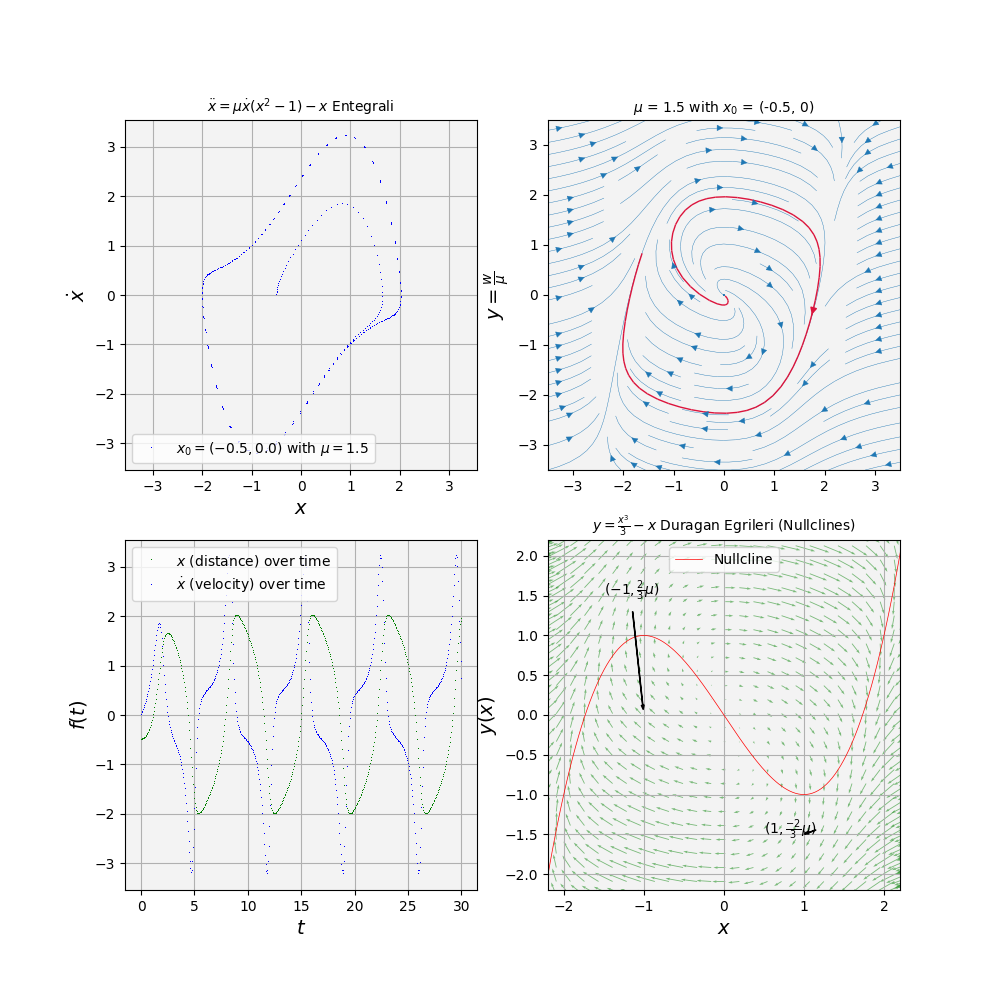 ẍ = μẋ(x² − 1) − x Entegrali
3
2
1
0
−1
−2
−3
ẋ
x₀ = (−0.5, 0.0) with μ = 1.5
−3 −2 −1 0 1 2 3
x
μ = 1.5 with x₀ = (-0.5, 0)
3
2
1
0
−1
−2
−3
y = w/μ
−3 −2 −1 0 1 2 3
x (distance) over time
ẋ (velocity) over time
3
2
1
0
−1
−2
−3
f(t)
0 5 10 15 20 25 30
t
y = x³/3 − x Duragan Egrileri (Nullclines)
Nullcline
(−1, 2/3 μ)
(1, −2/3 μ)
2.0
1.5
1.0
0.5
0.0
−0.5
−1.0
−1.5
−2.0
y(x)
−2 −1 0 1 2
x